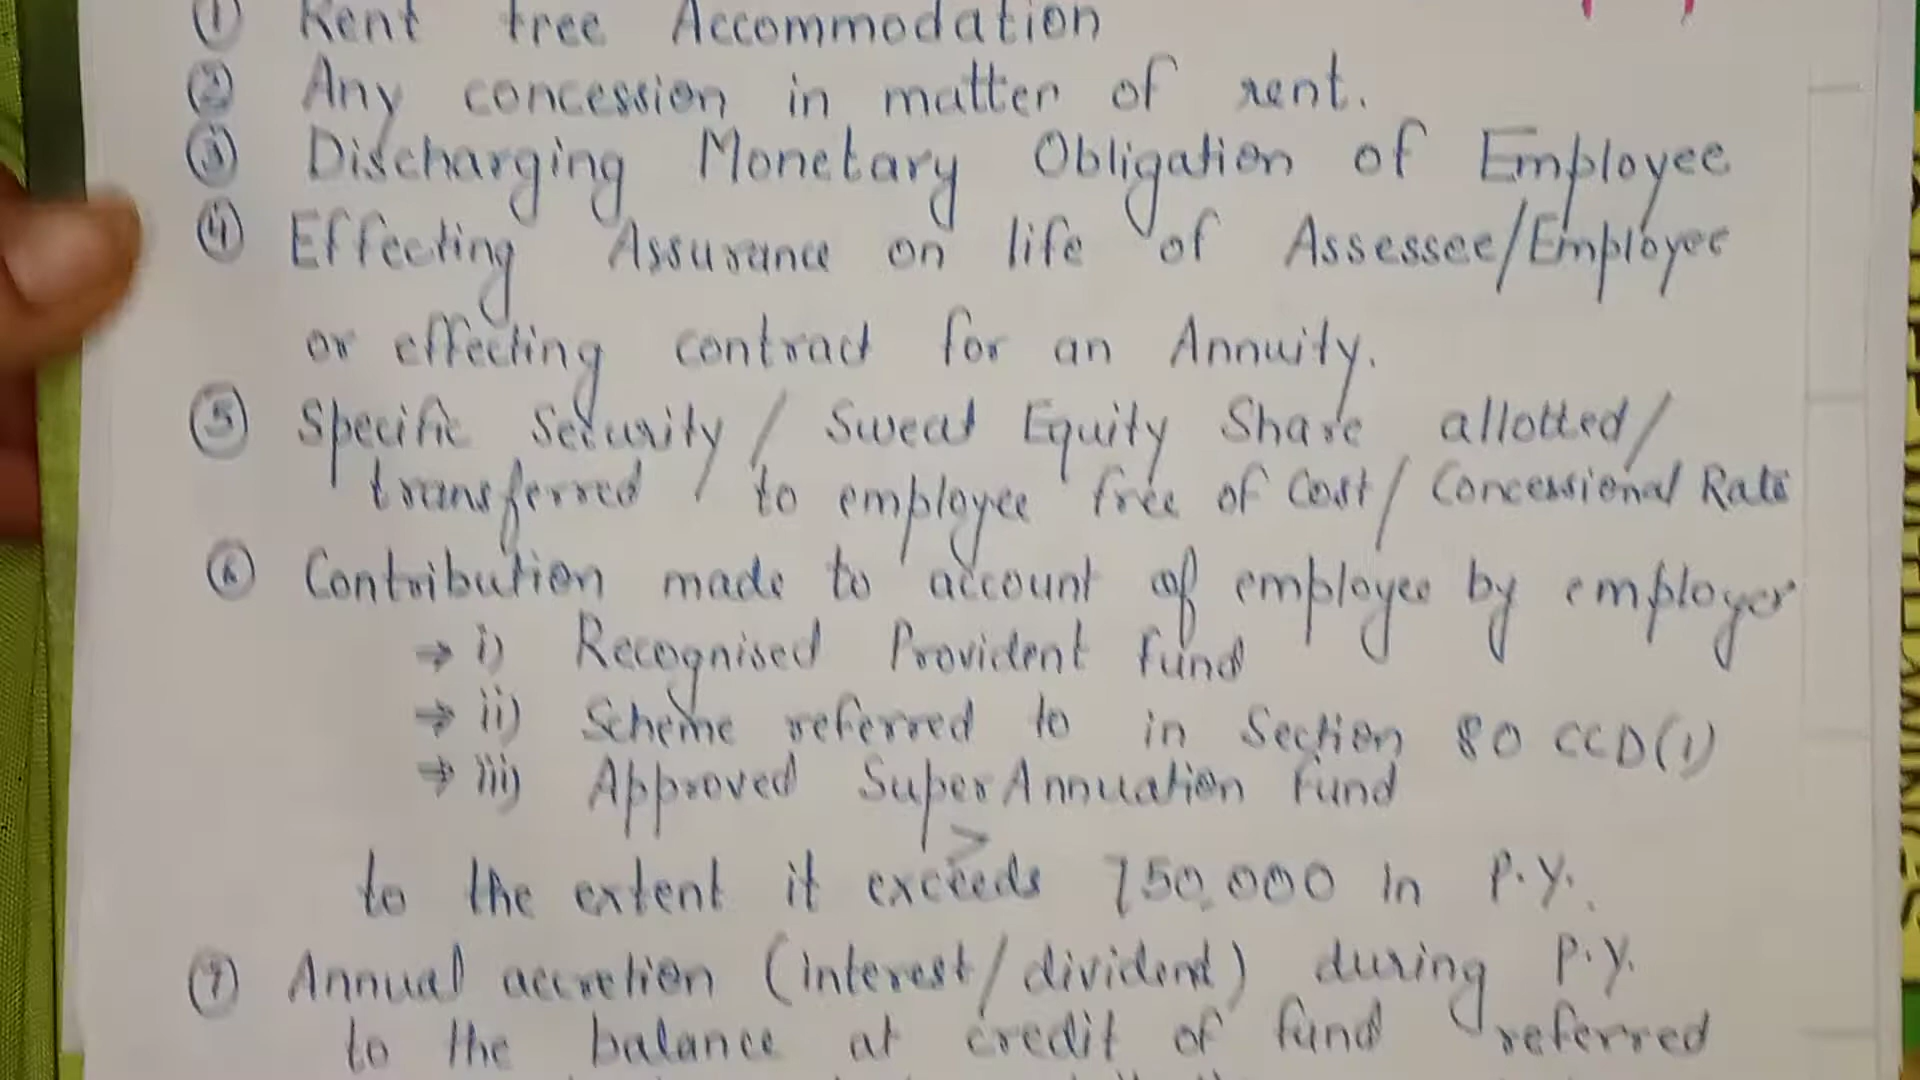 ① Rent free Accommodation
② Any concession in matter of rent.
③ Discharging Monetary Obligation of Employee
④ Effecting Assurance on life of Assessee/Employee
or effecting contract for an Annuity.
⑤ Specific Security / Sweat Equity Share allotted/
transferred / to employee free of Cost/ Concessional Rate
⑥ Contribution made to account of employee by employer
→ i) Recognised Provident fund
→ ii) Scheme referred to in Section 80 CCD(1)
→ iii) Approved SuperAnnuation Fund
>
to the extent it exceeds 750,000 in P.Y.
⑦ Annual accretion (interest/dividend) during P.Y.
to the balance at credit of fund referred